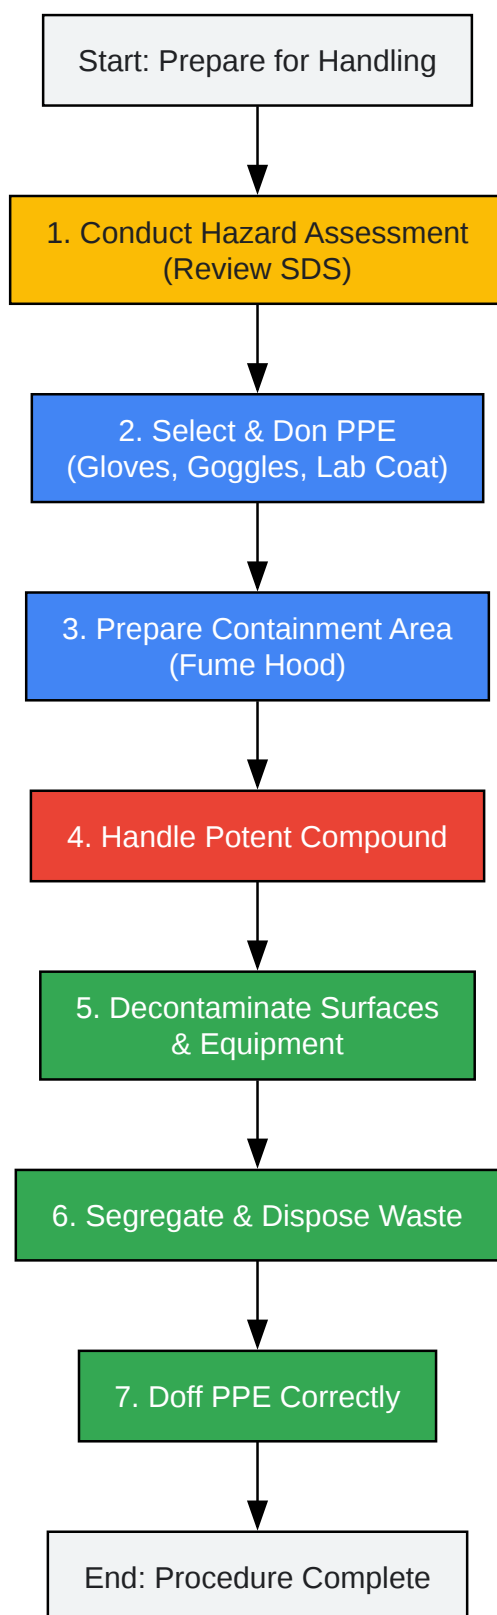 Start: Prepare for Handling
1. Conduct Hazard Assessment
(Review SDS)
2. Select & Don PPE
(Gloves, Goggles, Lab Coat)
3. Prepare Containment Area
(Fume Hood)
4. Handle Potent Compound
5. Decontaminate Surfaces
& Equipment
6. Segregate & Dispose Waste
7. Doff PPE Correctly
End: Procedure Complete